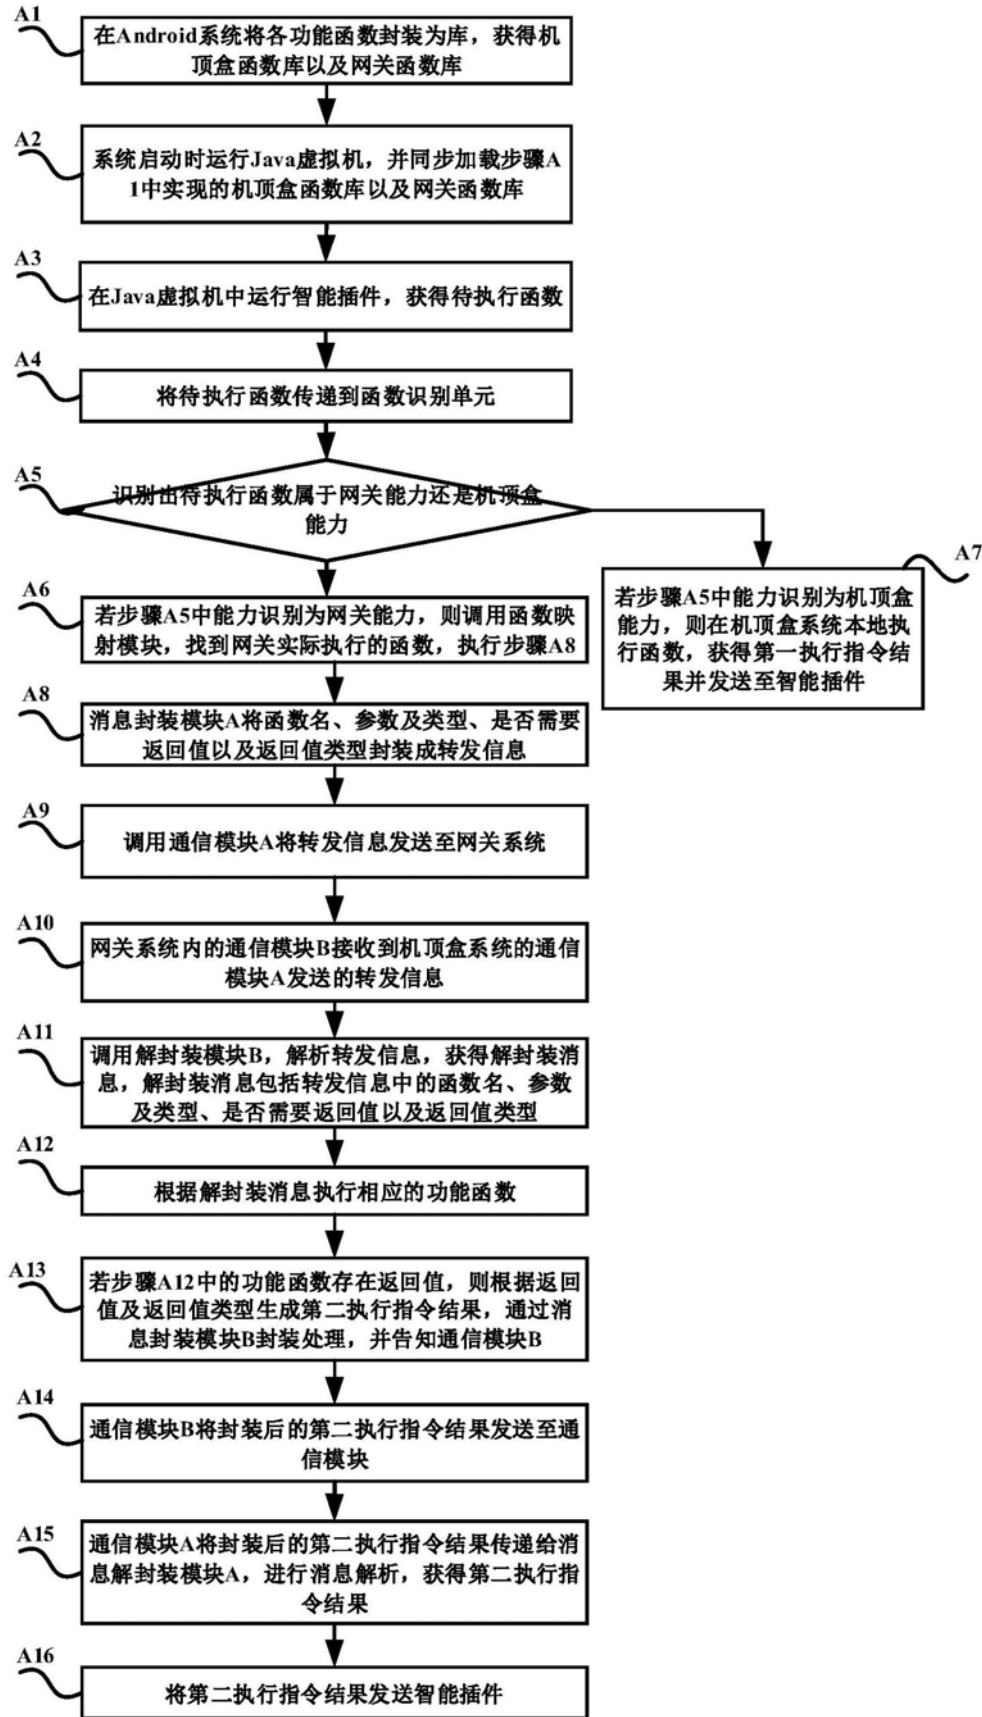 A1
在Android系统将各功能函数封装为库，获得机
顶盒函数库以及网关函数库
A2
系统启动时运行Java虚拟机，并同步加载步骤A
1中实现的机顶盒函数库以及网关函数库
A3
在Java虚拟机中运行智能插件，获得待执行函数
A4
将待执行函数传递到函数识别单元
A5
识别出待执行函数属于网关能力还是机顶盒
能力
A6
若步骤A5中能力识别为网关能力，则调用函数映
射模块，找到网关实际执行的函数，执行步骤A8
A7
若步骤A5中能力识别为机顶盒
能力，则在机顶盒系统本地执
行函数，获得第一执行指令结
果并发送至智能插件
A8
消息封装模块A将函数名、参数及类型、是否需要
返回值以及返回值类型封装成转发信息
A9
调用通信模块A将转发信息发送至网关系统
A10
网关系统内的通信模块B接收到机顶盒系统的通信
模块A发送的转发信息
A11
调用解封装模块B，解析转发信息，获得解封装消
息，解封装消息包括转发信息中的函数名、参数
及类型、是否需要返回值以及返回值类型
A12
根据解封装消息执行相应的功能函数
A13
若步骤A12中的功能函数存在返回值，则根据返回
值及返回值类型生成第二执行指令结果，通过消
息封装模块B封装处理，并告知通信模块B
A14
通信模块B将封装后的第二执行指令结果发送至通
信模块
A15
通信模块A将封装后的第二执行指令结果传递给消
息解封装模块A，进行消息解析，获得第二执行指
令结果
A16
将第二执行指令结果发送智能插件